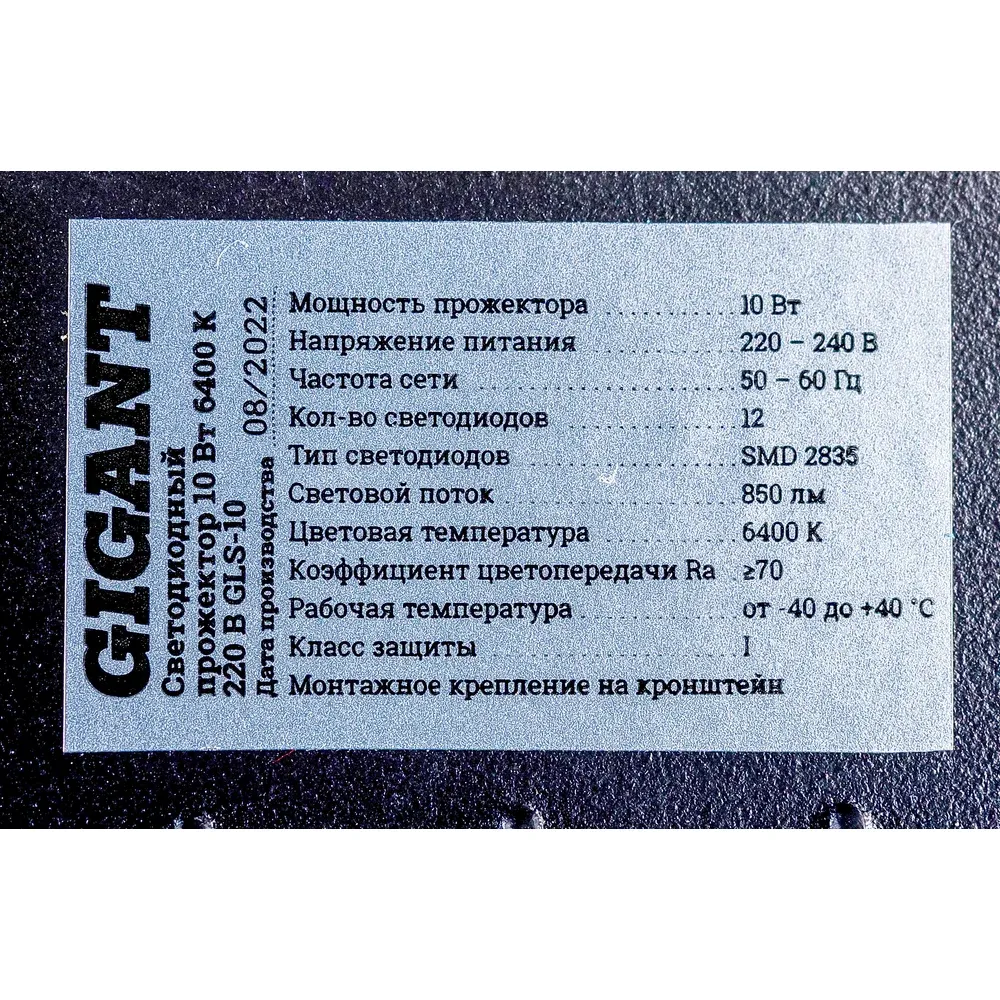 GIGANT
Светодиодный
прожектор 10 Вт 6400 К
220 В GLS-10
Дата производства 08/2022
Мощность прожектора 10 Вт
Напряжение питания 220 – 240 В
Частота сети 50 – 60 Гц
Кол-во светодиодов 12
Тип светодиодов SMD 2835
Световой поток 850 лм
Цветовая температура 6400 К
Коэффициент цветопередачи Ra ≥70
Рабочая температура от -40 до +40 °С
Класс защиты I
Монтажное крепление на кронштейн